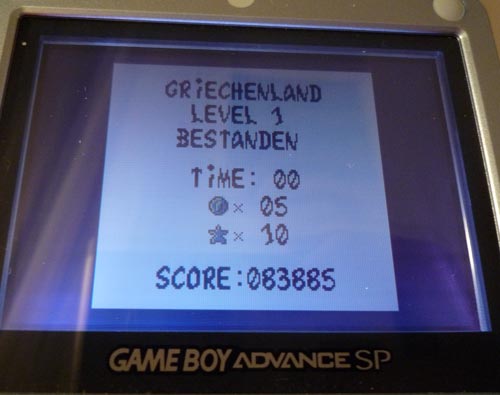 GRiECHENLAND
LEVEL 1
BESTANDEN
TiME: 00
× 05
× 10
SCORE:083885
GAME BOY ADVANCE SP